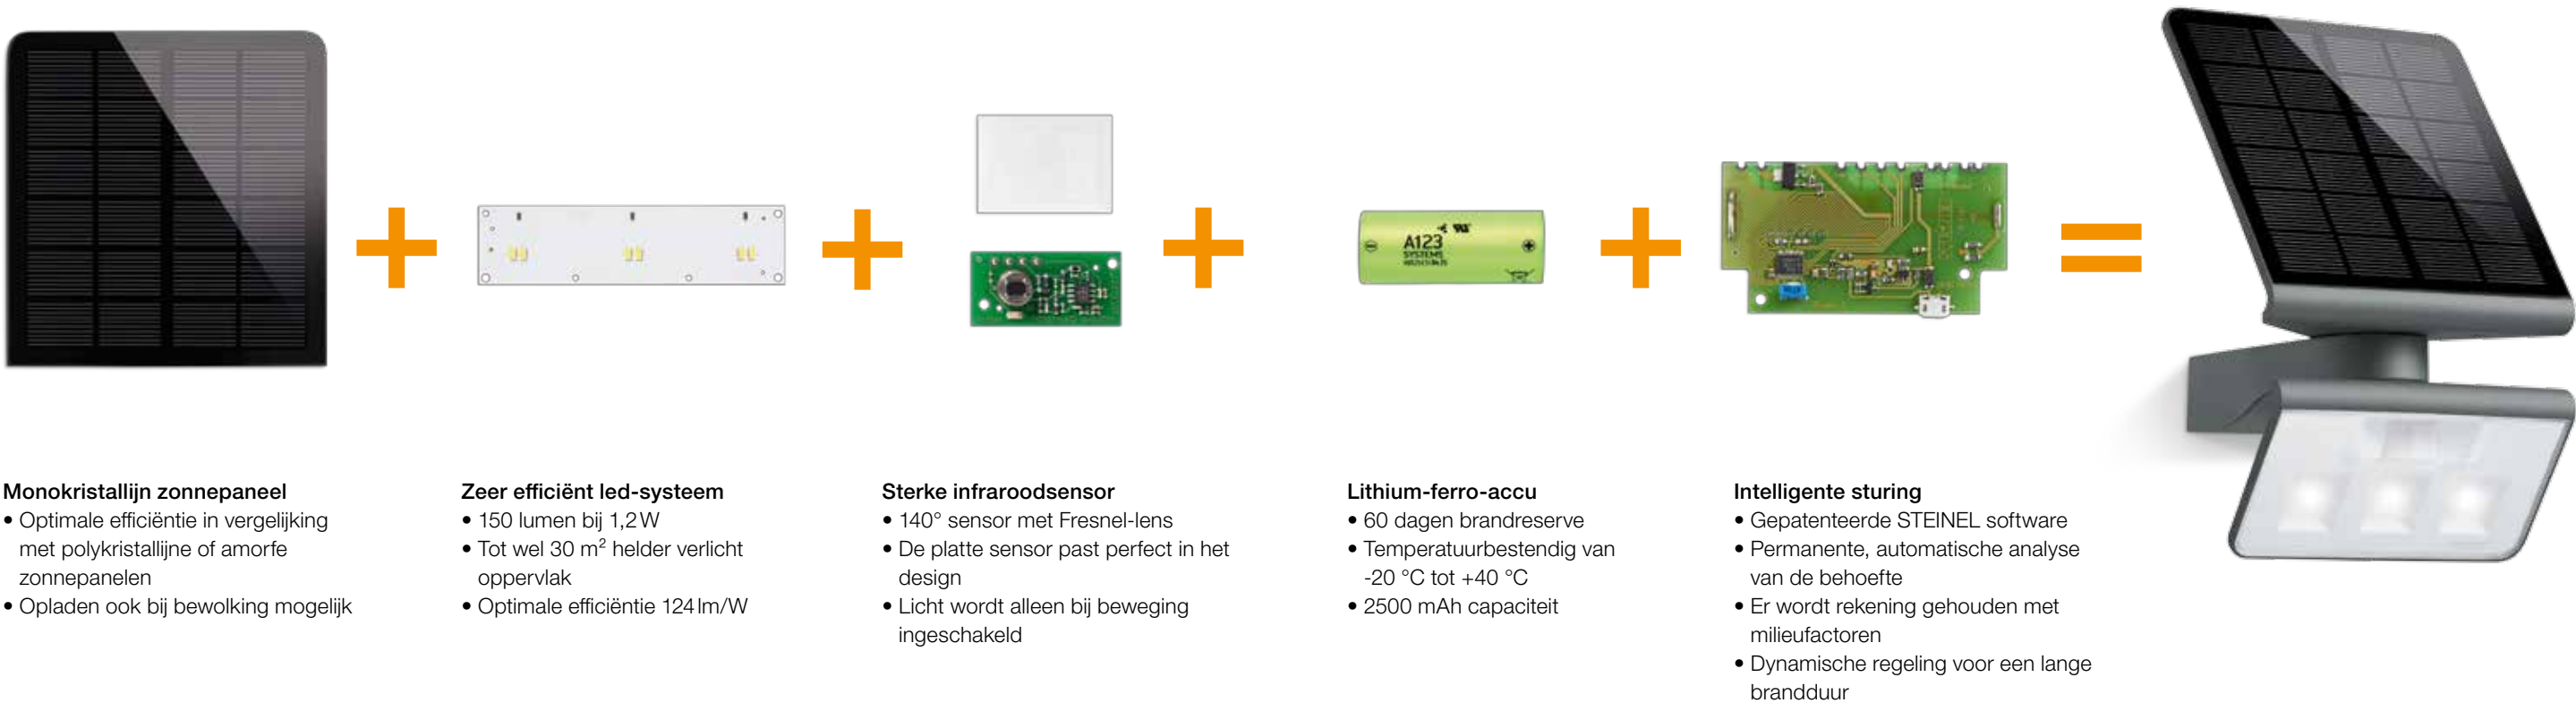 A123
SYSTEMS
Monokristallijn zonnepaneel
• Optimale efficiëntie in vergelijking
met polykristallijne of amorfe
zonnepanelen
• Opladen ook bij bewolking mogelijk
Zeer efficiënt led-systeem
• 150 lumen bij 1,2 W
• Tot wel 30 m² helder verlicht
oppervlak
• Optimale efficiëntie 124 lm/W
Sterke infraroodsensor
• 140° sensor met Fresnel-lens
• De platte sensor past perfect in het
design
• Licht wordt alleen bij beweging
ingeschakeld
Lithium-ferro-accu
• 60 dagen brandreserve
• Temperatuurbestendig van
-20 °C tot +40 °C
• 2500 mAh capaciteit
Intelligente sturing
• Gepatenteerde STEINEL software
• Permanente, automatische analyse
van de behoefte
• Er wordt rekening gehouden met
milieufactoren
• Dynamische regeling voor een lange
brandduur